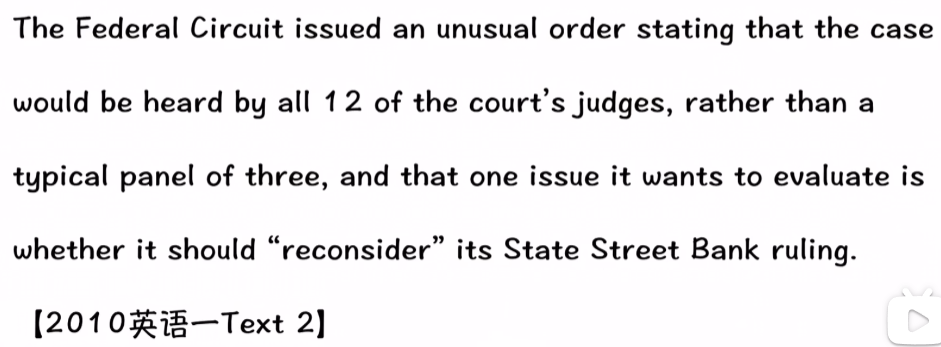 The Federal Circuit issued an unusual order stating that the case
would be heard by all 12 of the court's judges, rather than a
typical panel of three, and that one issue it wants to evaluate is
whether it should “reconsider” its State Street Bank ruling.
【2010英语一Text 2】